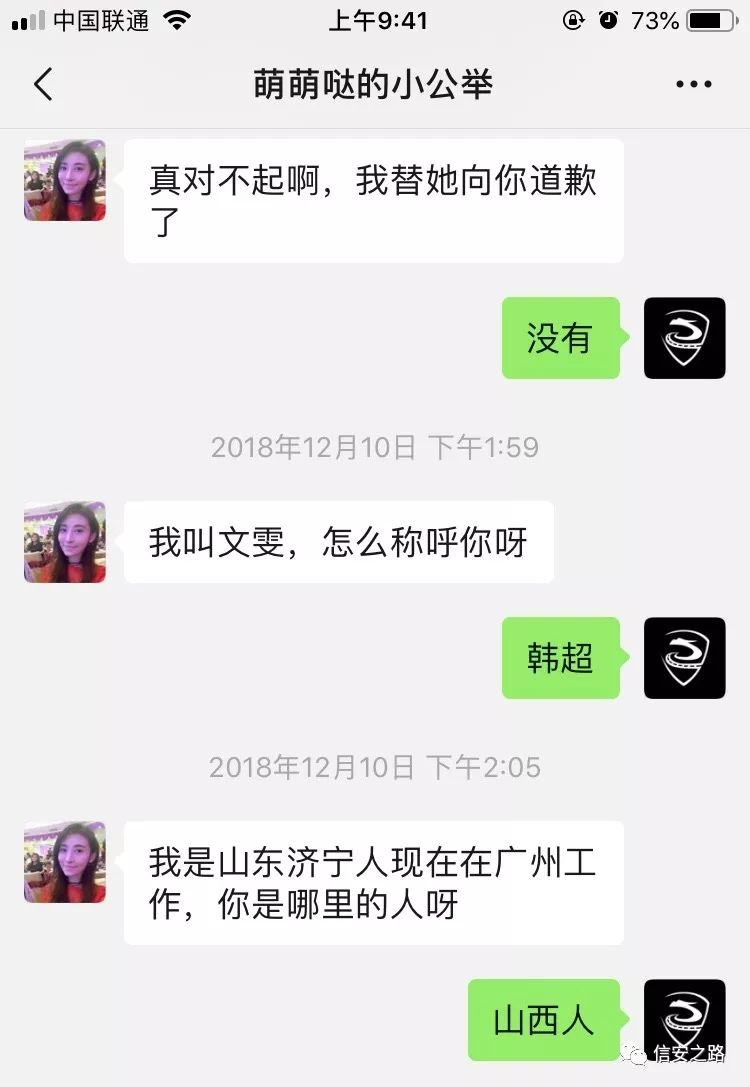 中国联通
上午9:41
73%
萌萌哒的小公举
真对不起啊，我替她向你道歉
了
没有
2018年12月10日 下午1:59
我叫文雯，怎么称呼你呀
韩超
2018年12月10日 下午2:05
我是山东济宁人现在在广州工
作，你是哪里的人呀
山西人
信安之路